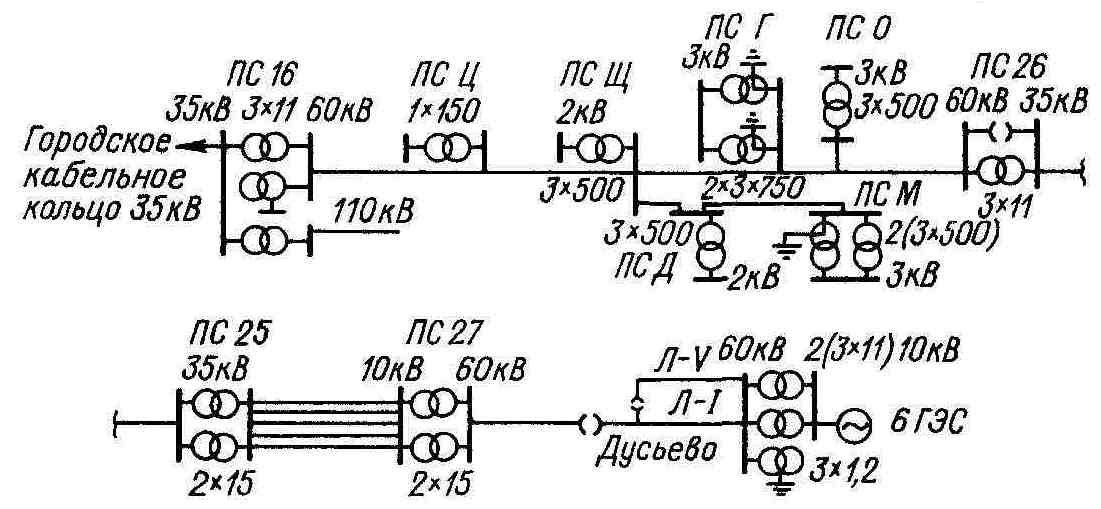 ПС Г
ПС О
3кВ
3кВ
ПС 16
ПС Ц
ПС Щ
ПС 26
35кВ 3×11 60кВ
1×150
2кВ
3×500
60кВ 35кВ
Городское
кабельное
кольцо 35кВ
110кВ
3×500
2×3×750
ПС М
3×11
3×500
2(3×500)
ПС Д
2кВ
3кВ
ПС 25
ПС 27
35кВ
10кВ 60кВ
Л-V
60кВ 2(3×11) 10кВ
Л-I
6 ГЭС
Дусьево
2×15
2×15
3×1,2